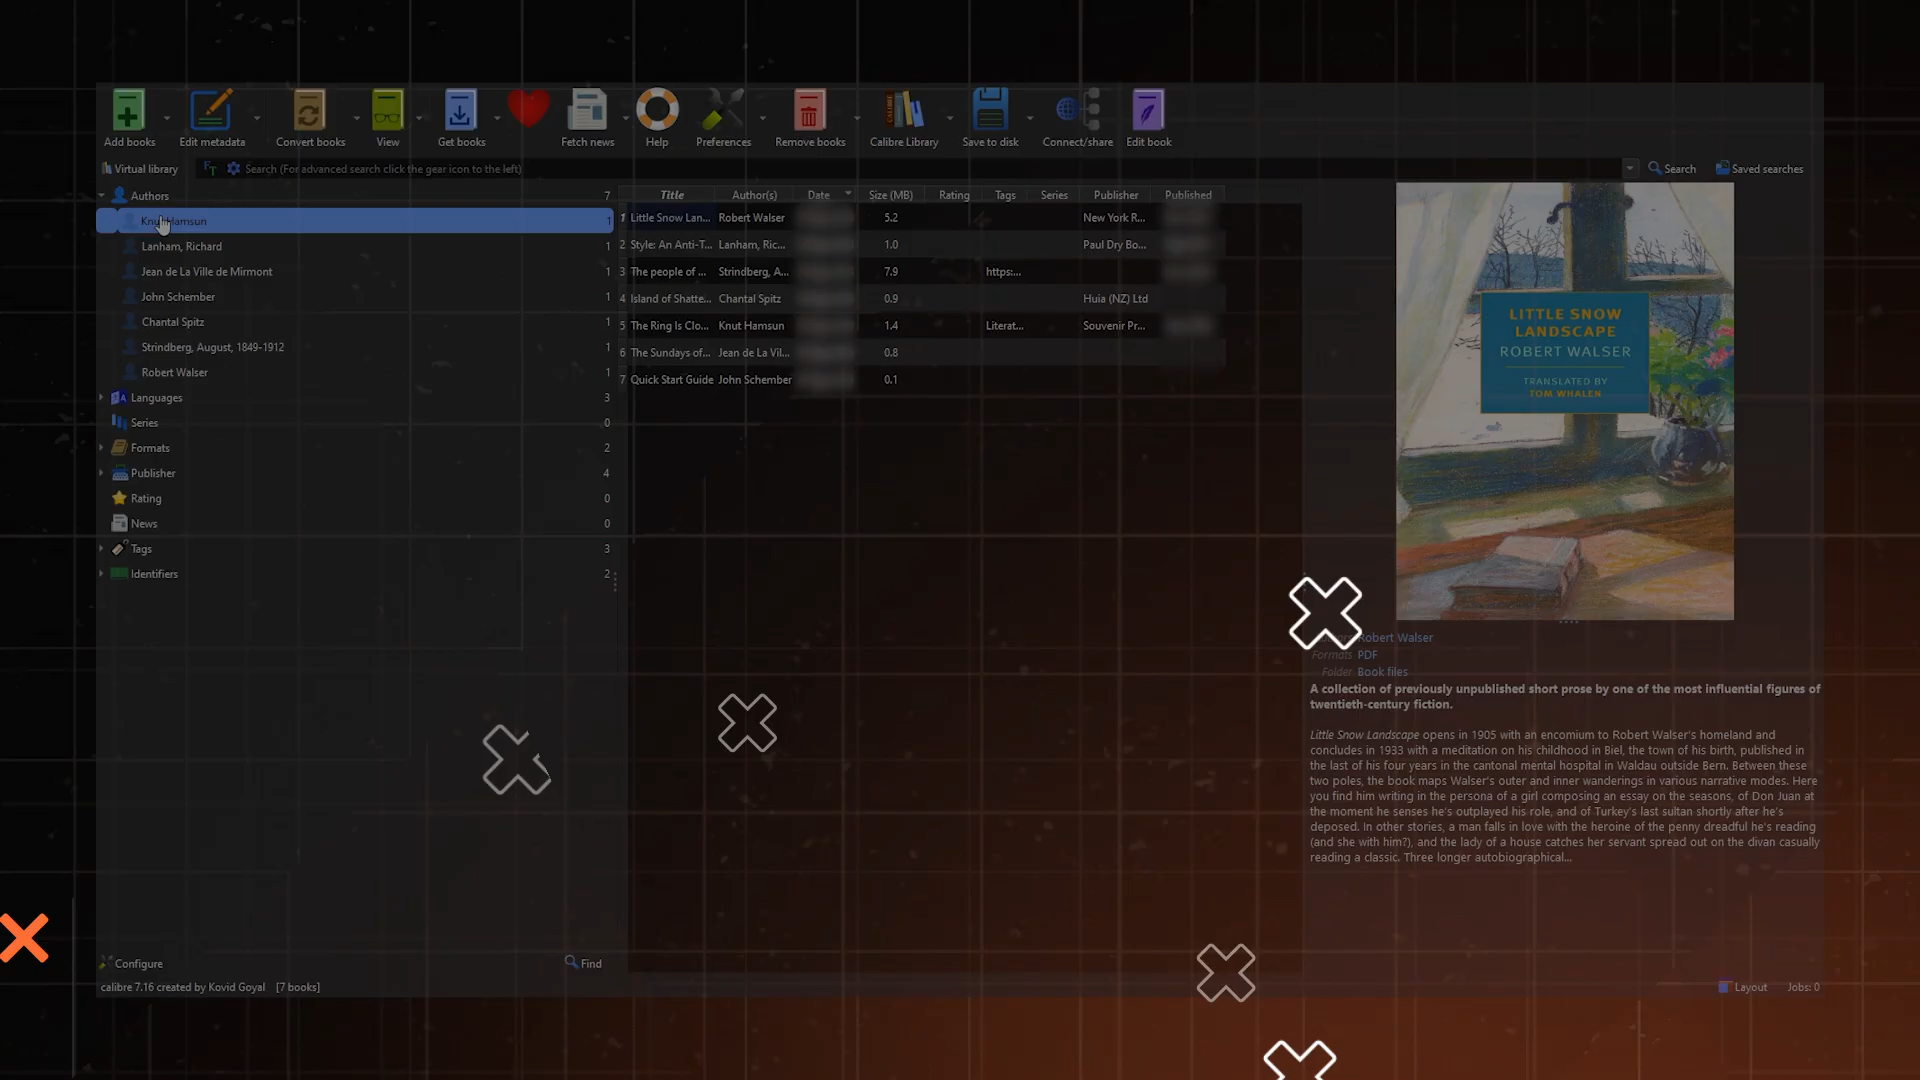 Add books
Edit metadata
Convert books
View
Get books
Fetch news
Help
Preferences
Remove books
Calibre Library
Save to disk
Connect/share
Edit book
Virtual library
Search (For advanced search click the gear icon to the left)
Search
Saved searches
Authors 7
Knut Hamsun 1
Lanham, Richard 1
Jean de La Ville de Mirmont 1
John Schember 1
Chantal Spitz 1
Strindberg, August, 1849-1912 1
Robert Walser 1
Languages 3
Series 0
Formats 2
Publisher 4
Rating 0
News 0
Tags 3
Identifiers 2
Title Author(s) Date Size (MB) Rating Tags Series Publisher Published
1 Little Snow Lan... Robert Walser 5.2 New York R...
2 Style: An Anti-T... Lanham, Ric... 1.0 Paul Dry Bo...
3 The people of ... Strindberg, A... 7.9 https:...
4 Island of Shatte... Chantal Spitz 0.9 Huia (NZ) Ltd
5 The Ring Is Clo... Knut Hamsun 1.4 Literat... Souvenir Pr...
6 The Sundays of... Jean de La Vil... 0.8
7 Quick Start Guide John Schember 0.1
LITTLE SNOW
LANDSCAPE
ROBERT WALSER
TRANSLATED BY
TOM WHALEN
Robert Walser
Formats PDF
Folder Book files
A collection of previously unpublished short prose by one of the most influential figures of
twentieth-century fiction.
Little Snow Landscape opens in 1905 with an encomium to Robert Walser's homeland and
concludes in 1933 with a meditation on his childhood in Biel, the town of his birth, published in
the last of his four years in the cantonal mental hospital in Waldau outside Bern. Between these
two poles, the book maps Walser's outer and inner wanderings in various narrative modes. Here
you find him writing in the persona of a girl composing an essay on the seasons, of Don Juan at
the moment he senses he's outplayed his role, and of Turkey's last sultan shortly after he's
deposed. In other stories, a man falls in love with the heroine of the penny dreadful he's reading
(and she with him?), and the lady of a house catches her servant spread out on the divan casually
reading a classic. Three longer autobiographical...
Configure
Find
calibre 7.16 created by Kovid Goyal [7 books]
Layout
Jobs: 0